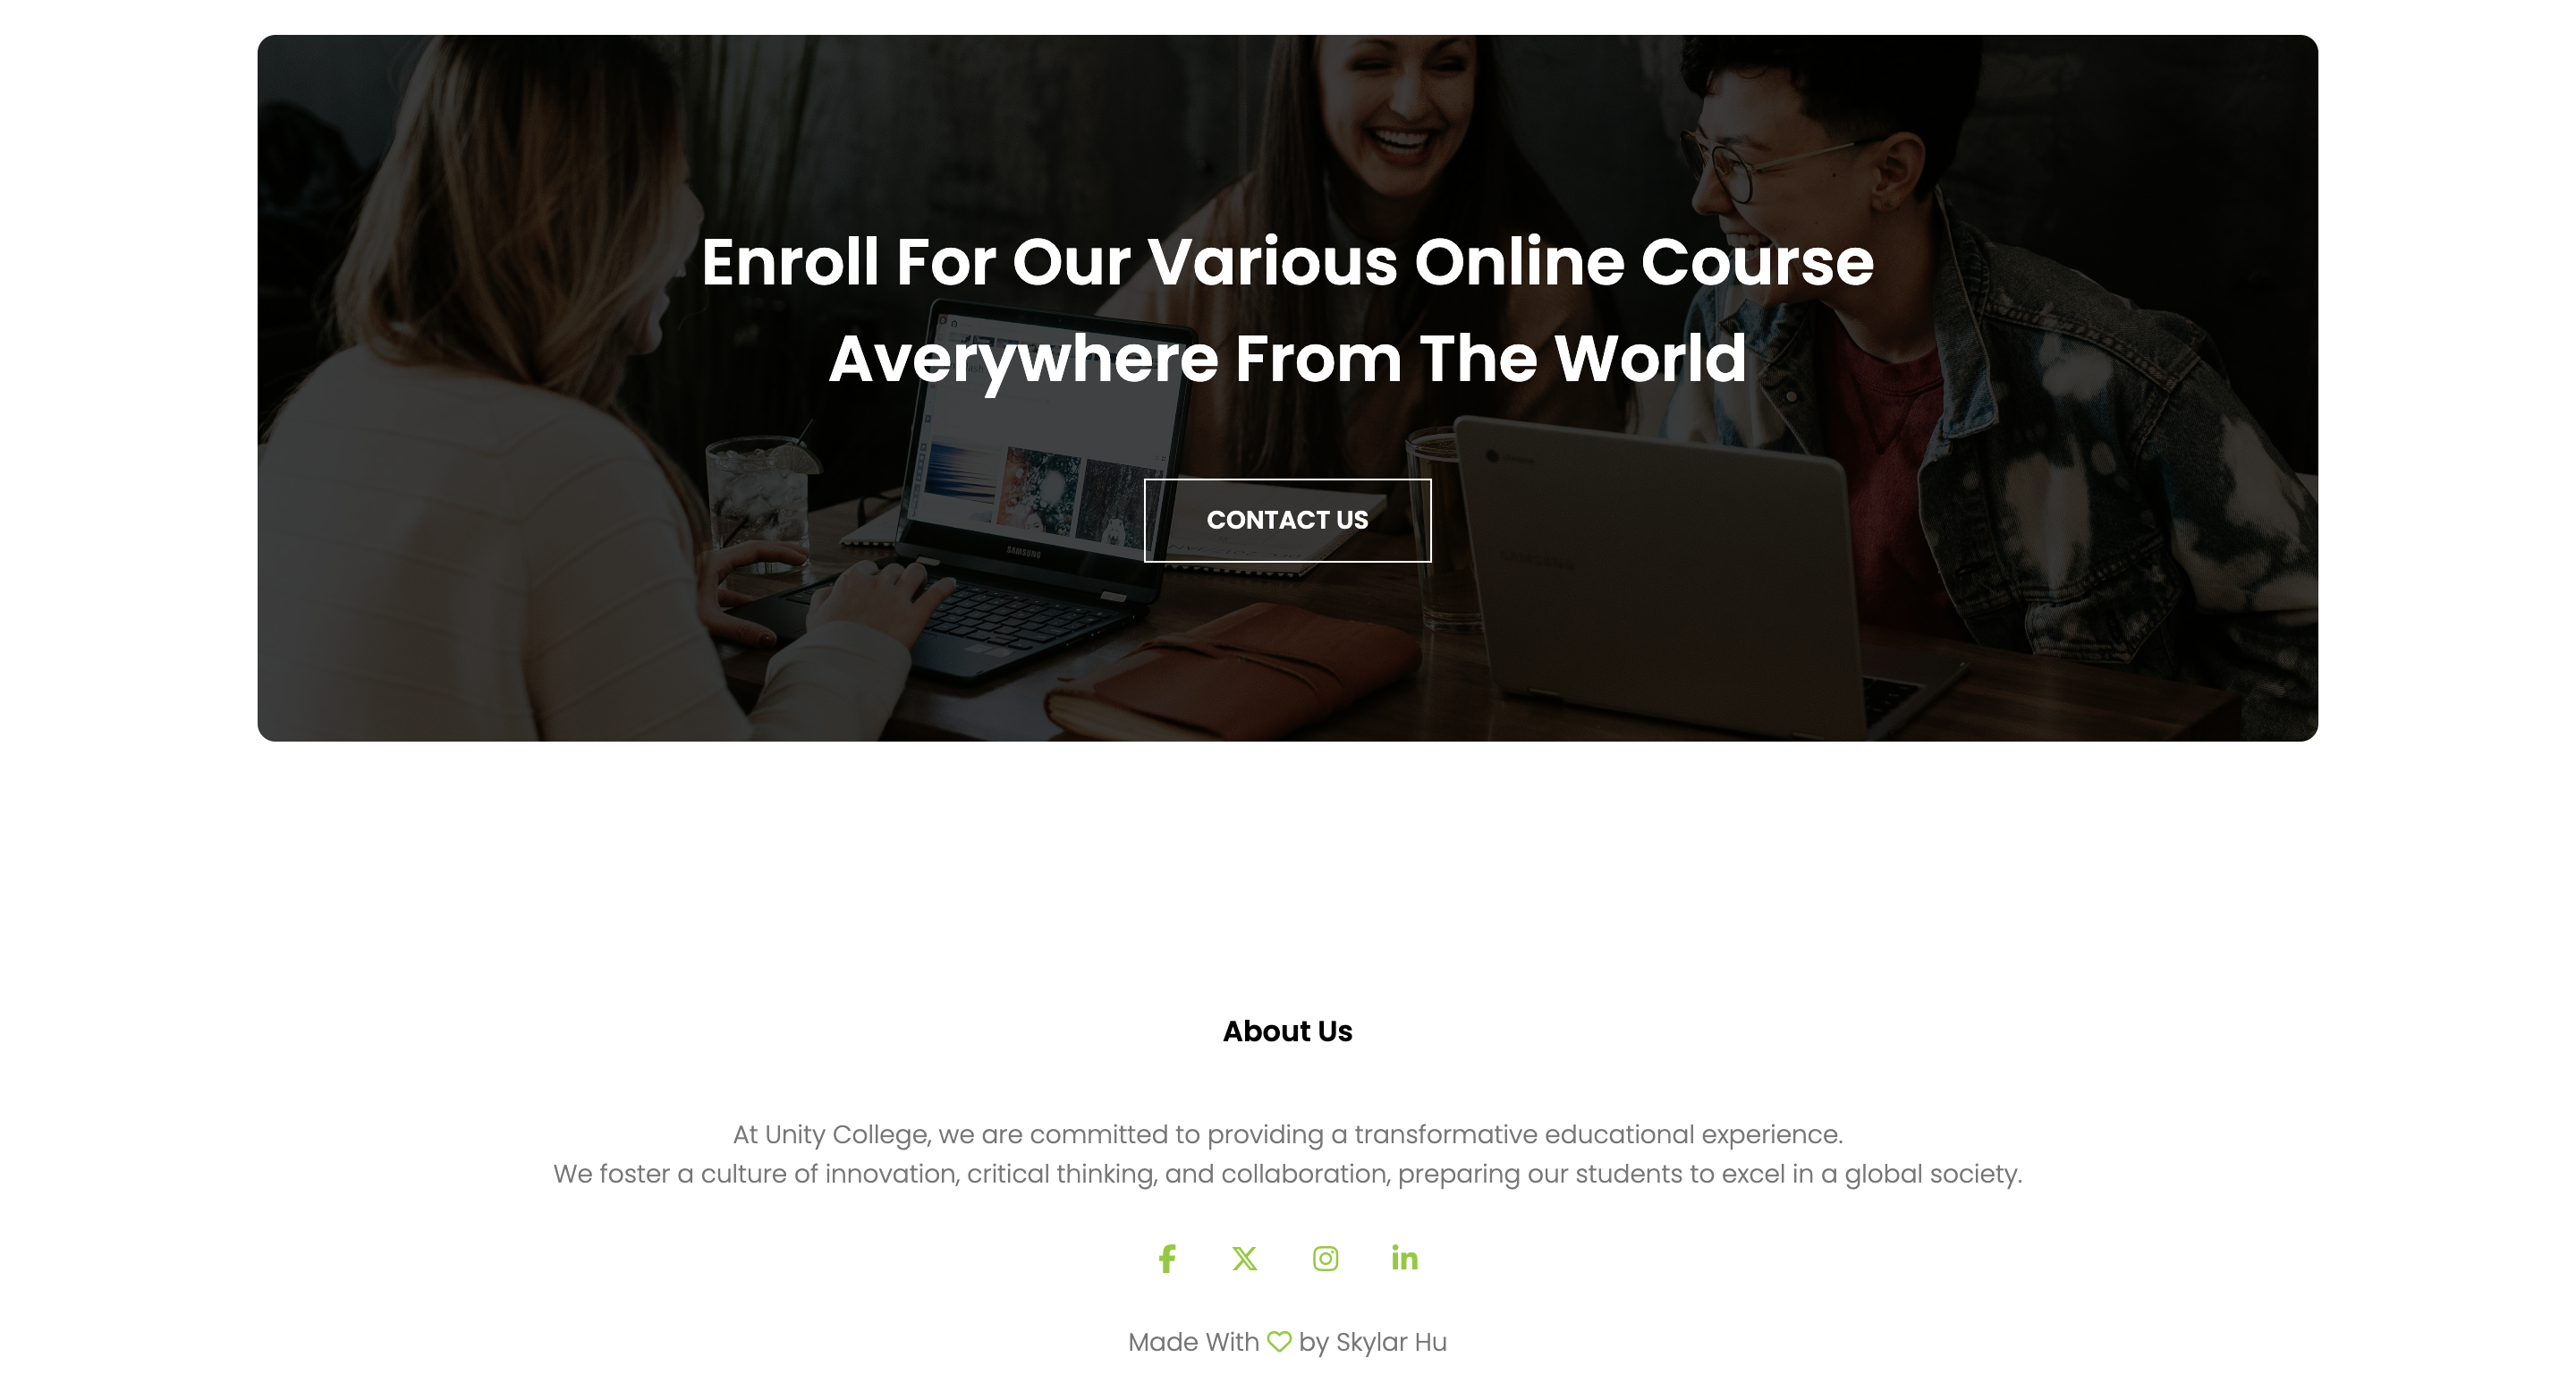 Enroll For Our Various Online Course
Averywhere From The World
SAMSUNG
CONTACT US
About Us
At Unity College, we are committed to providing a transformative educational experience.
We foster a culture of innovation, critical thinking, and collaboration, preparing our students to excel in a global society.
Made With by Skylar Hu